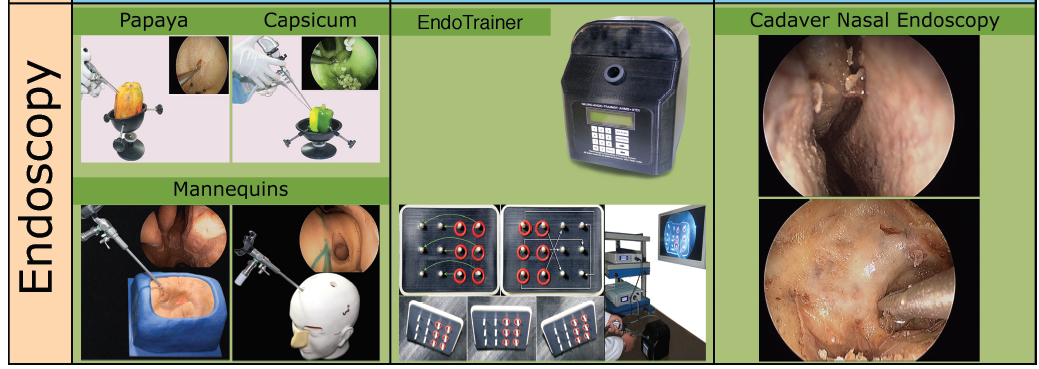 Endoscopy
Papaya
Capsicum
Mannequins
EndoTrainer
Cadaver Nasal Endoscopy